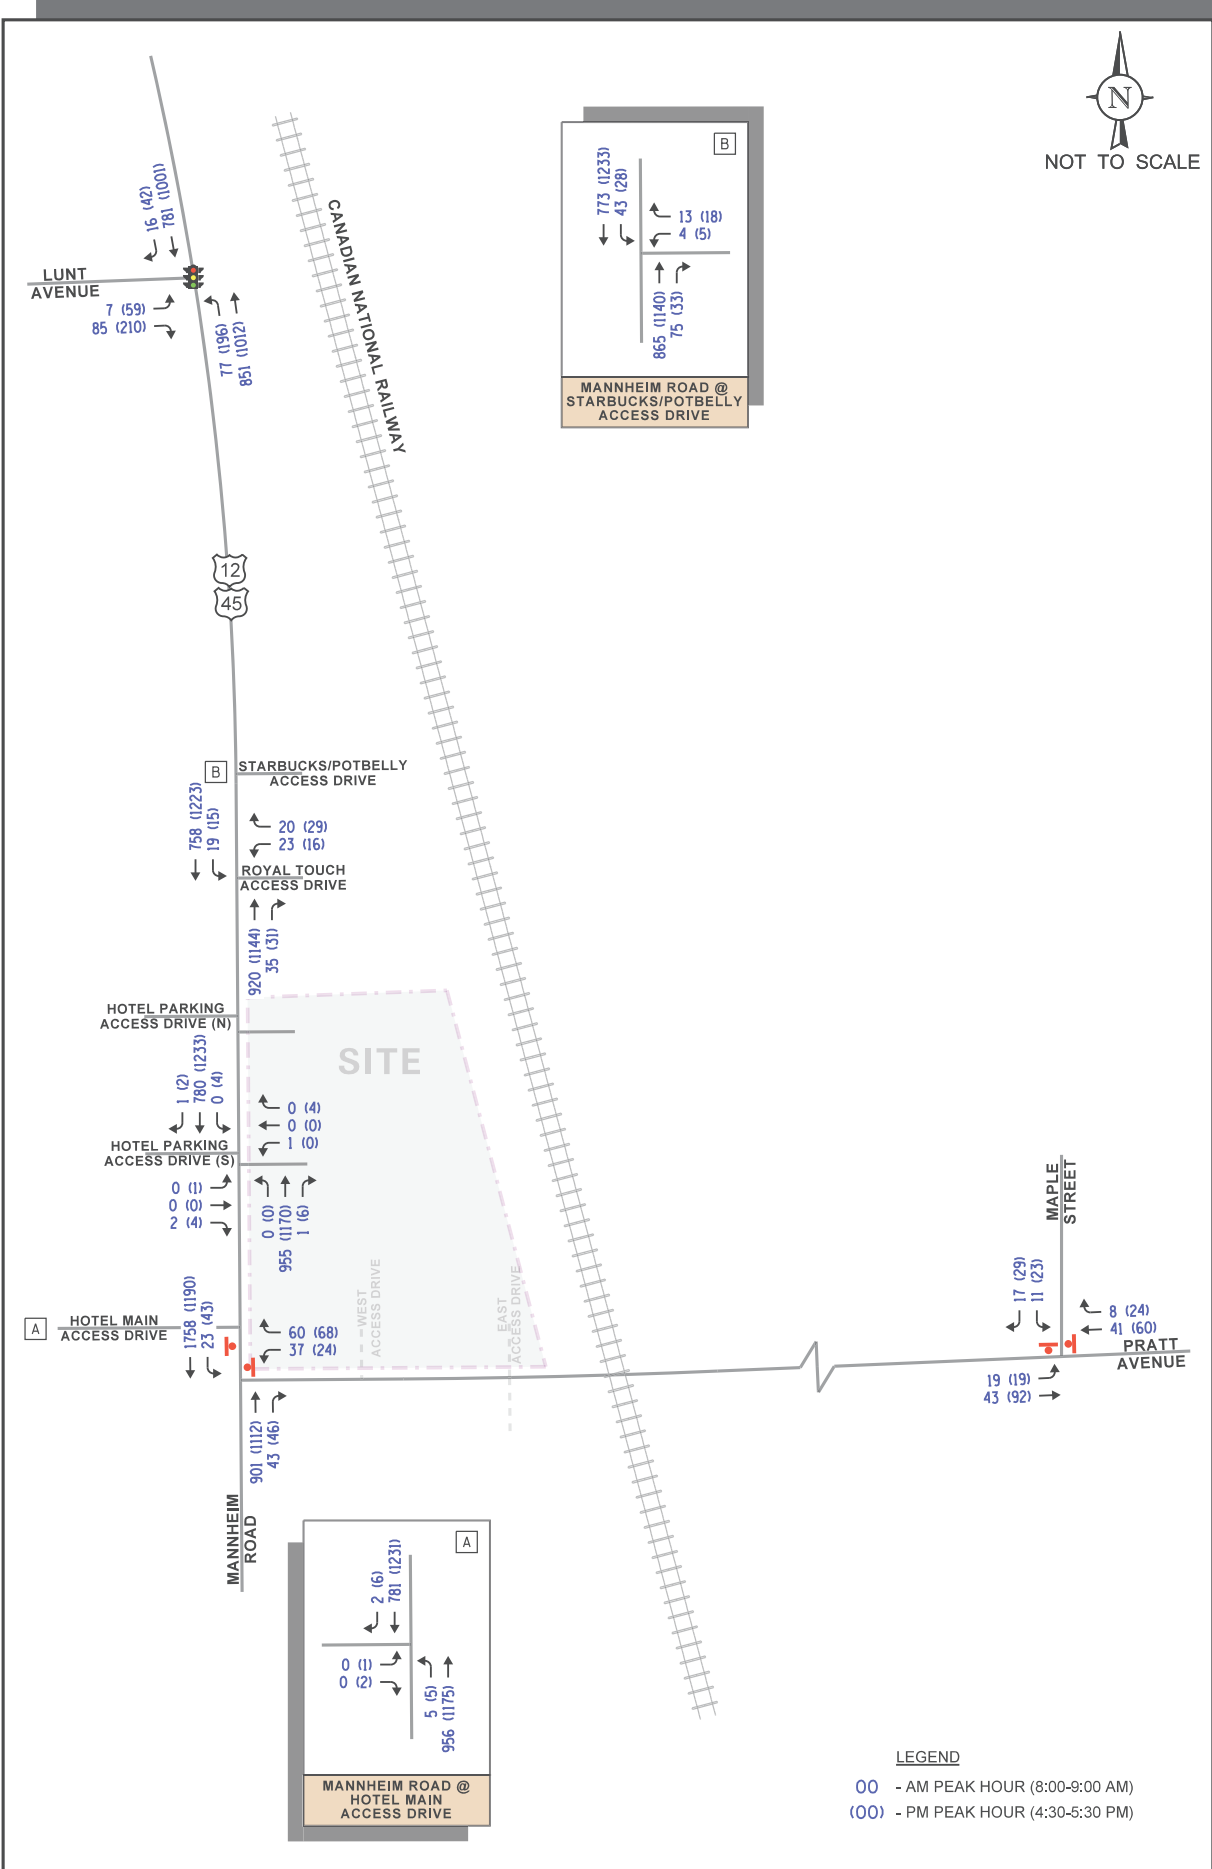 N
NOT TO SCALE
B
773 (1233)
43 (28)
13 (18)
4 (5)
865 (1140)
75 (33)
MANNHEIM ROAD @
STARBUCKS/POTBELLY
ACCESS DRIVE
CANADIAN NATIONAL RAILWAY
16 (42)
781 (1001)
LUNT
AVENUE
7 (59)
85 (210)
77 (196)
851 (1012)
12
45
B
STARBUCKS/POTBELLY
ACCESS DRIVE
758 (1223)
19 (15)
20 (29)
23 (16)
ROYAL TOUCH
ACCESS DRIVE
920 (1144)
35 (31)
HOTEL PARKING
ACCESS DRIVE (N)
SITE
1 (2)
780 (1233)
0 (4)
0 (4)
0 (0)
1 (0)
HOTEL PARKING
ACCESS DRIVE (S)
0 (1)
0 (0)
2 (4)
0 (0)
955 (1170)
1 (6)
WEST
ACCESS DRIVE
EAST
ACCESS DRIVE
A
HOTEL MAIN
ACCESS DRIVE
1758 (1190)
23 (43)
60 (68)
37 (24)
901 (1112)
43 (46)
MANNHEIM
ROAD
MAPLE
STREET
17 (29)
11 (23)
8 (24)
41 (60)
PRATT
AVENUE
19 (19)
43 (92)
A
2 (6)
781 (1231)
0 (1)
0 (2)
5 (5)
956 (1175)
MANNHEIM ROAD @
HOTEL MAIN
ACCESS DRIVE
LEGEND
00 - AM PEAK HOUR (8:00-9:00 AM)
(00) - PM PEAK HOUR (4:30-5:30 PM)